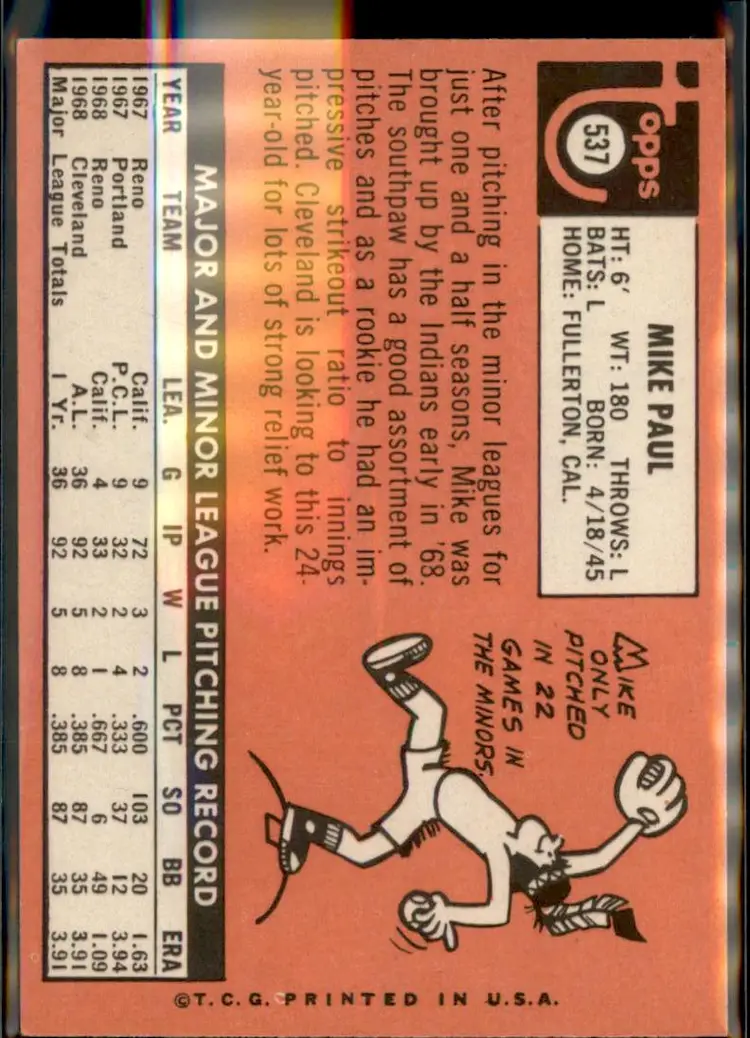 Topps
537
MIKE PAUL
HT: 6' WT: 180 THROWS: L
BATS: L BORN: 4/18/45
HOME: FULLERTON, CAL.
After pitching in the minor leagues for
just one and a half seasons, Mike was
brought up by the Indians early in '68.
The southpaw has a good assortment of
pitches and as a rookie he had an im-
pressive strikeout ratio to innings
pitched. Cleveland is looking to this 24-
year-old for lots of strong relief work.
MIKE
ONLY
PITCHED
IN 22
GAMES IN
THE MINORS.
MAJOR AND MINOR LEAGUE PITCHING RECORD
YEAR TEAM LEA. G IP W L PCT SO BB ERA
1967 Reno Calif. 9 72 3 2 .600 103 20 1.63
1967 Portland P.C.L. 9 32 2 4 .333 37 12 3.94
1968 Reno Calif. 4 33 2 1 .667 6 49 1.09
1968 Cleveland A.L. 36 92 5 8 .385 87 35 3.91
Major League Totals 1 Yr. 36 92 5 8 .385 87 35 3.91
©T.C.G. PRINTED IN U.S.A.